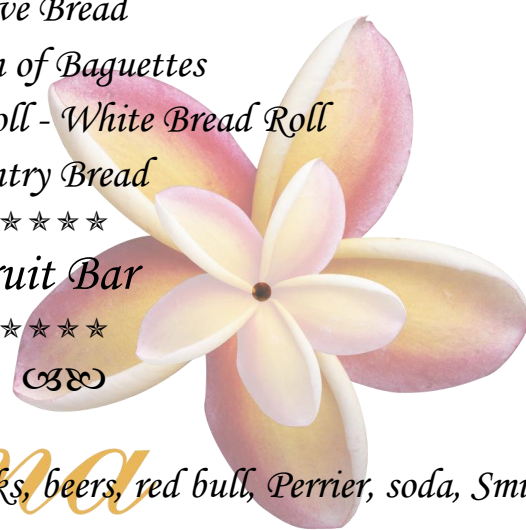 ve Bread
n of Baguettes
oll - White Bread Roll
ntry Bread
ruit Bar
na
ks, beers, red bull, Perrier, soda, Smi